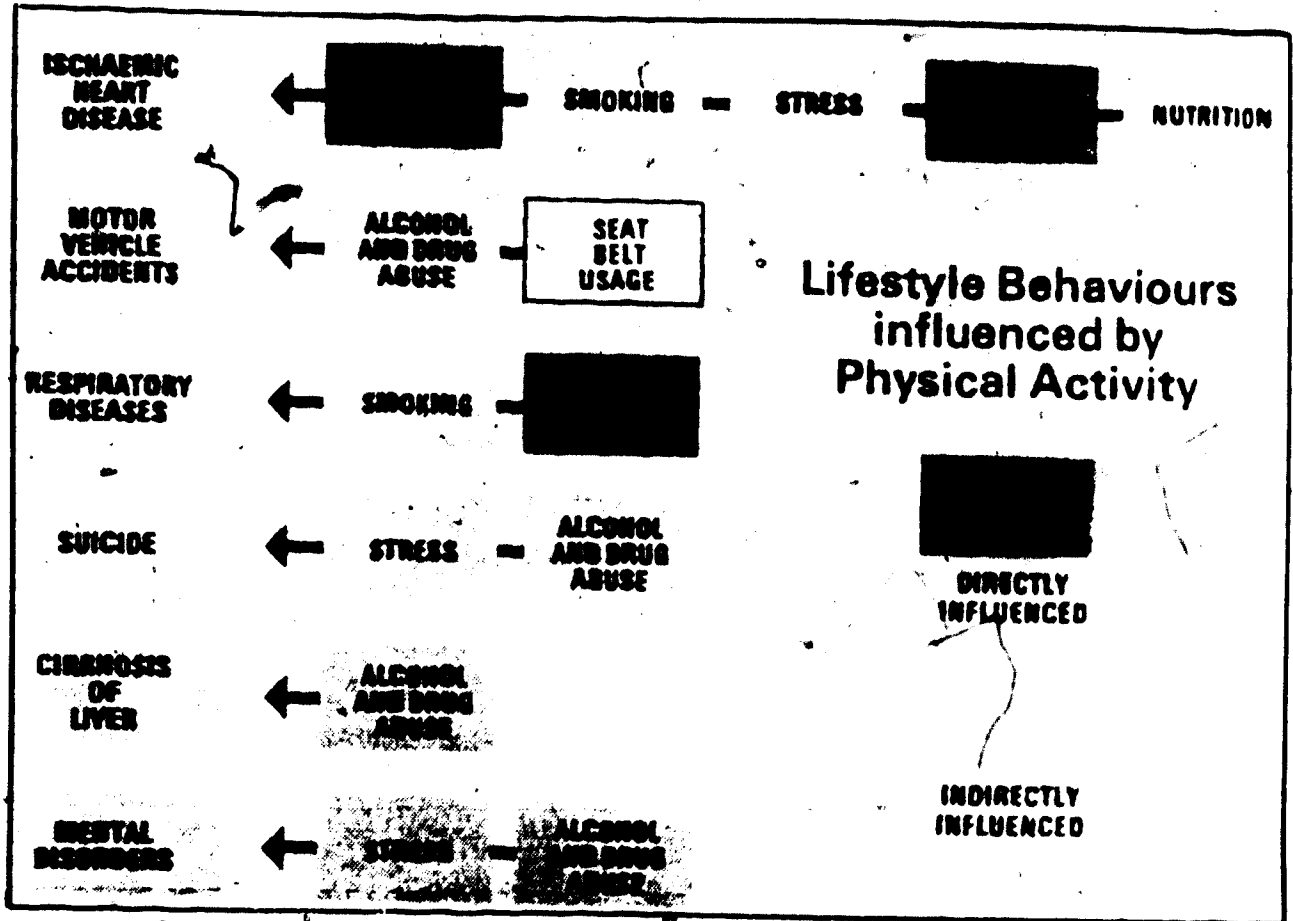 ISCHAEMIC
HEART
DISEASE
SMOKING
STRESS
NUTRITION
MOTOR
VEHICLE
ACCIDENTS
ALCOHOL
AND DRUG
ABUSE
SEAT
BELT
USAGE
Lifestyle Behaviours
influenced by
Physical Activity
RESPIRATORY
DISEASES
SMOKING
SUICIDE
STRESS
ALCOHOL
AND DRUG
ABUSE
DIRECTLY
INFLUENCED
CIRRHOSIS
OF
LIVER
ALCOHOL
AND DRUG
ABUSE
INDIRECTLY
INFLUENCED
MENTAL
DISORDERS
STRESS
ALCOHOL
AND DRUG
ABUSE